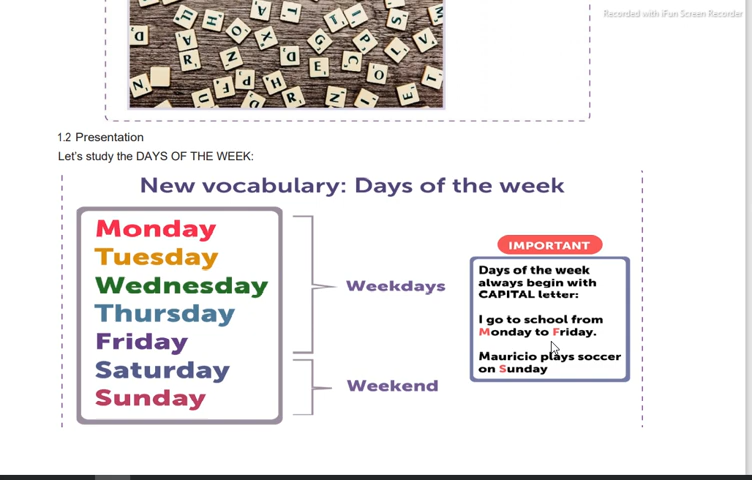 Recorded with iFun Screen Recorder
1.2 Presentation
Let's study the DAYS OF THE WEEK:
New vocabulary: Days of the week
Monday
Tuesday
Wednesday
Thursday
Friday
Saturday
Sunday
Weekdays
Weekend
IMPORTANT
Days of the week
always begin with
CAPITAL letter:
I go to school from
Monday to Friday.
Mauricio plays soccer
on Sunday